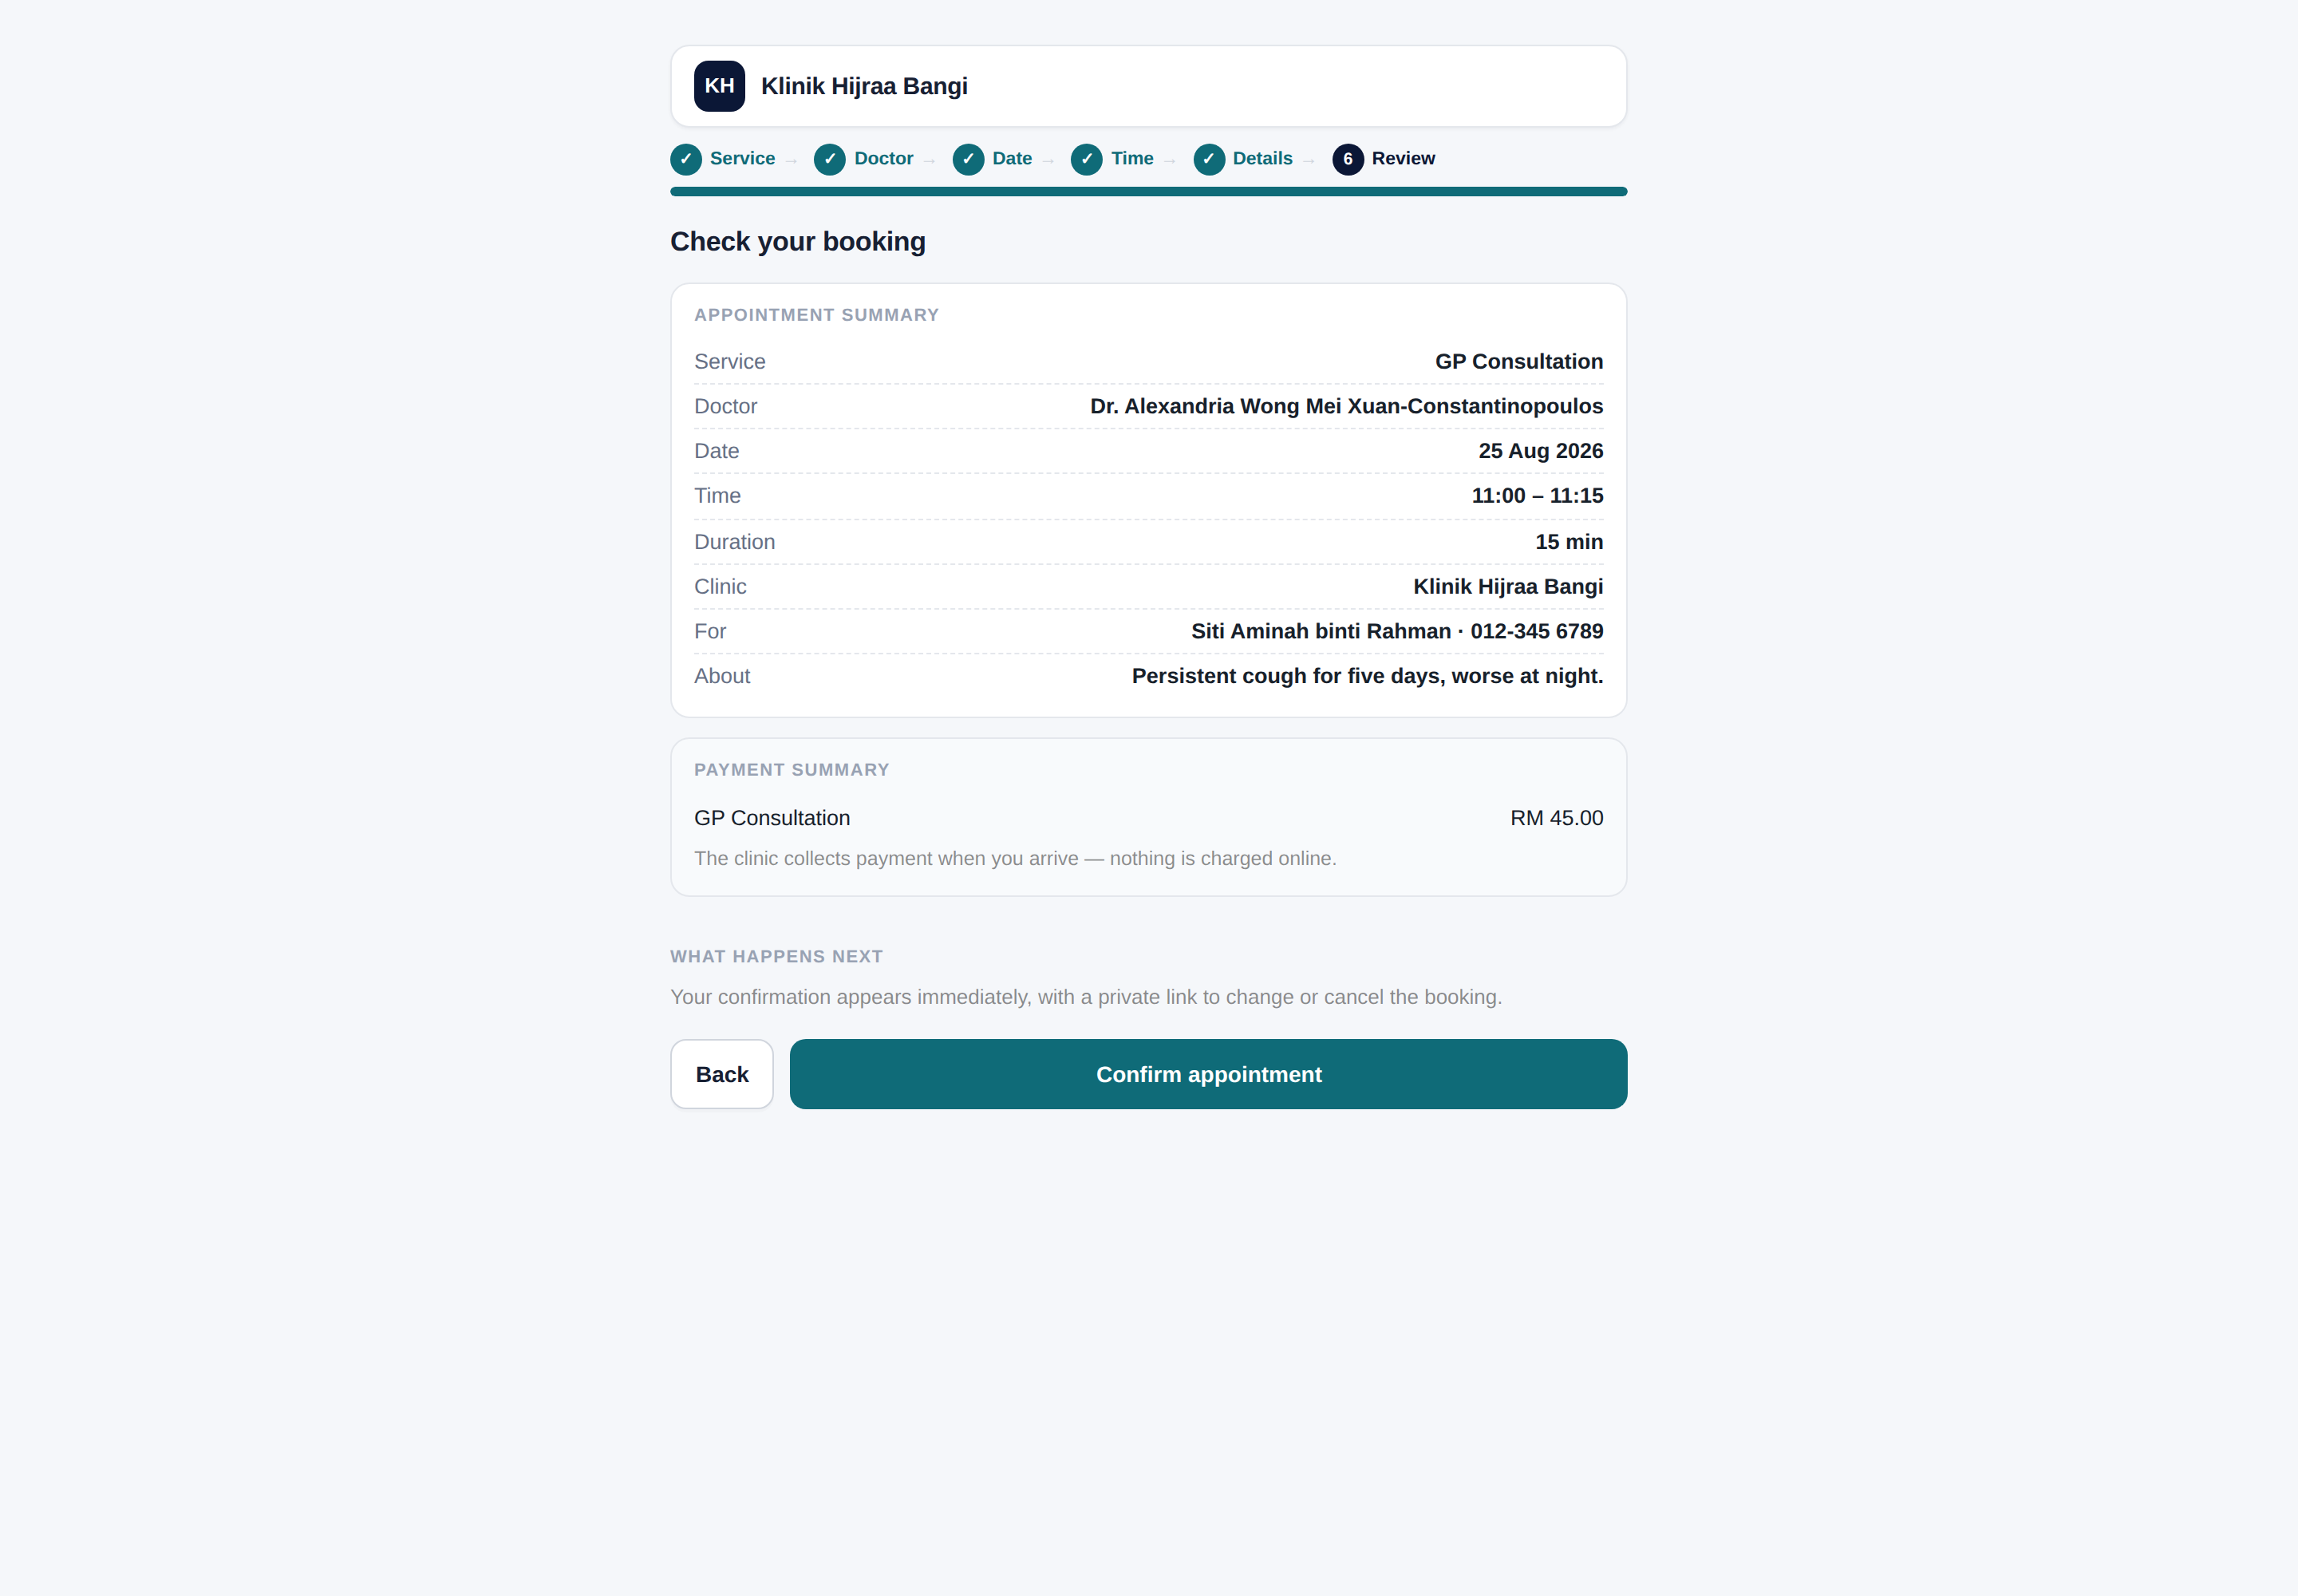 KH Klinik Hijraa Bangi
✓ Service → ✓ Doctor → ✓ Date → ✓ Time → ✓ Details → 6 Review
Check your booking
APPOINTMENT SUMMARY
Service GP Consultation
Doctor Dr. Alexandria Wong Mei Xuan-Constantinopoulos
Date 25 Aug 2026
Time 11:00 – 11:15
Duration 15 min
Clinic Klinik Hijraa Bangi
For Siti Aminah binti Rahman · 012-345 6789
About Persistent cough for five days, worse at night.
PAYMENT SUMMARY
GP Consultation RM 45.00
The clinic collects payment when you arrive — nothing is charged online.
WHAT HAPPENS NEXT
Your confirmation appears immediately, with a private link to change or cancel the booking.
Back Confirm appointment